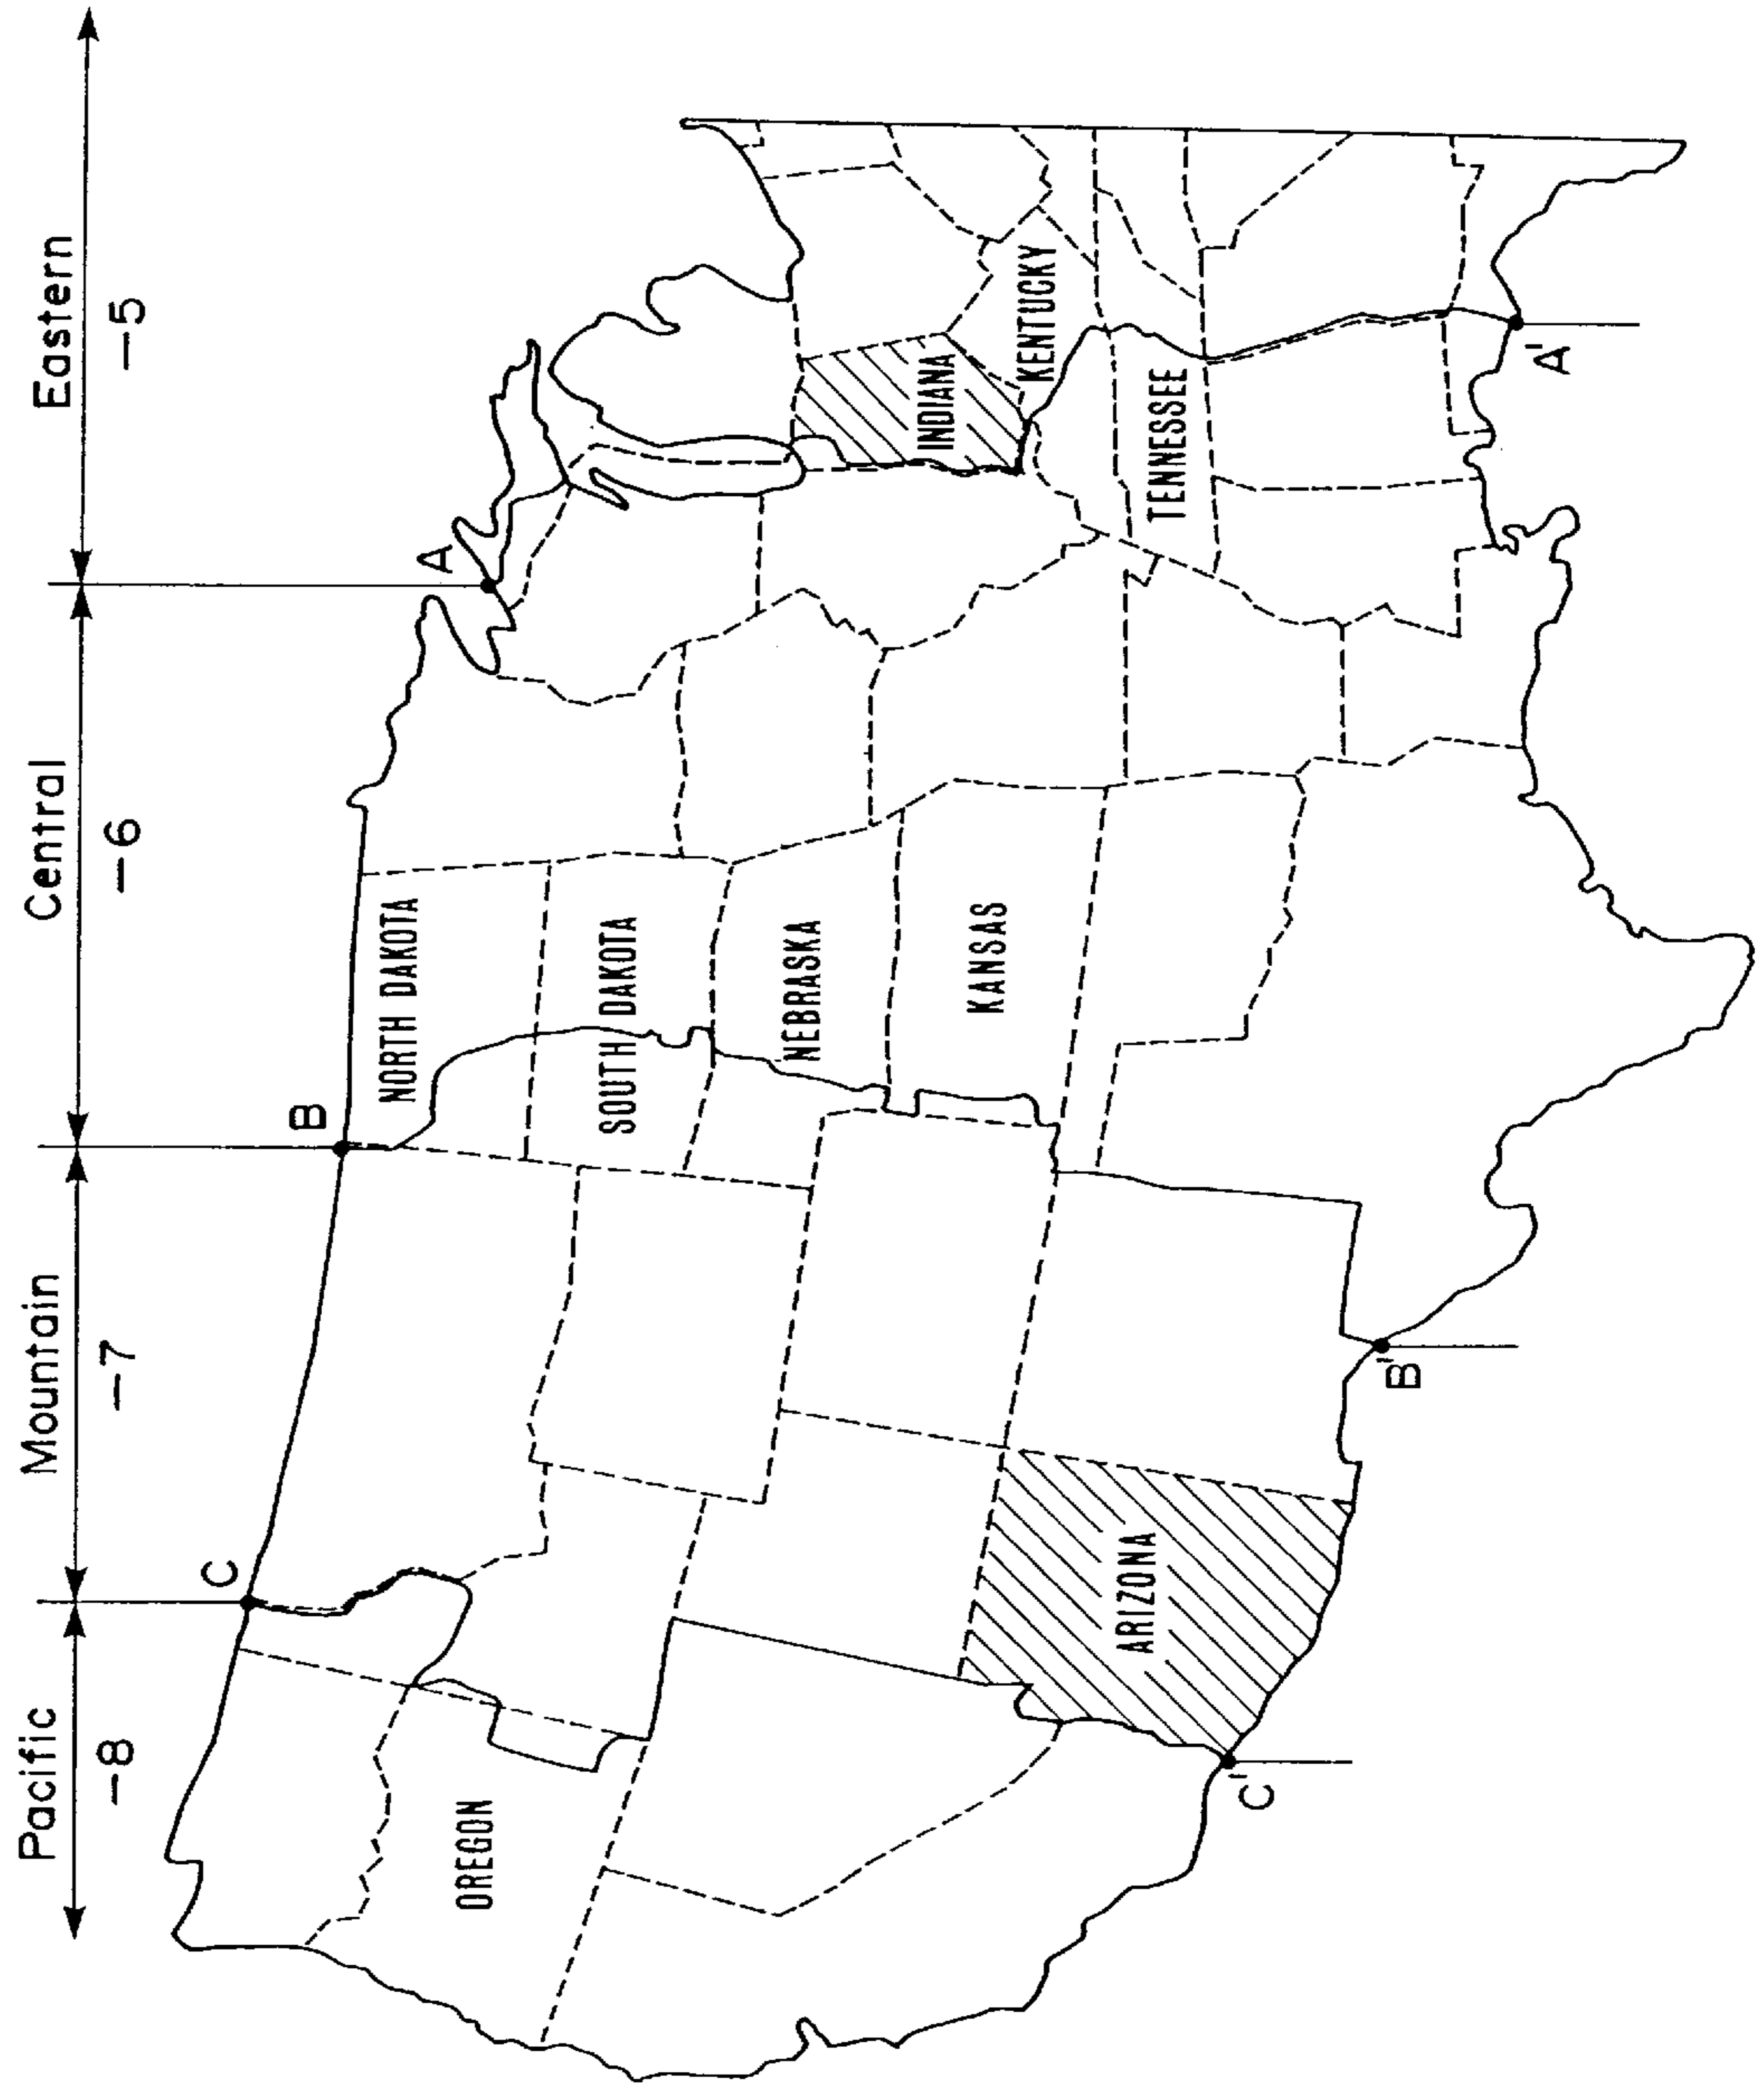 Pacific
Mountain
Central
Eastern
-8
-7
-6
-5
C
B
A
OREGON
NORTH DAKOTA
SOUTH DAKOTA
NEBRASKA
KANSAS
INDIANA
KENTUCKY
TENNESSEE
ARIZONA
C'
B'
A'